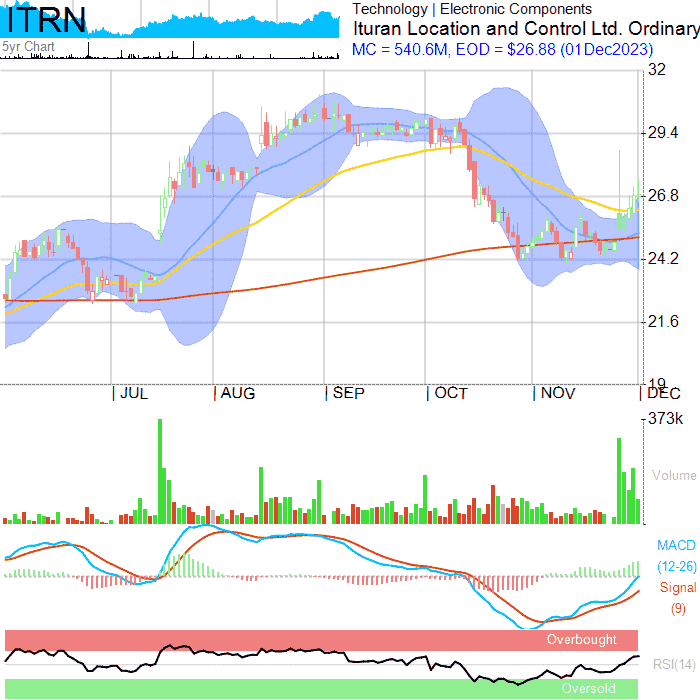 ITRN
5yr Chart
Technology | Electronic Components
Ituran Location and Control Ltd. Ordinary
MC = 540.6M, EOD = $26.88 (01Dec2023)
32
29.4
26.8
24.2
21.6
19
JUL AUG SEP OCT NOV DEC
373k
Volume
MACD
(12-26)
Signal
(9)
Overbought
RSI(14)
Oversold